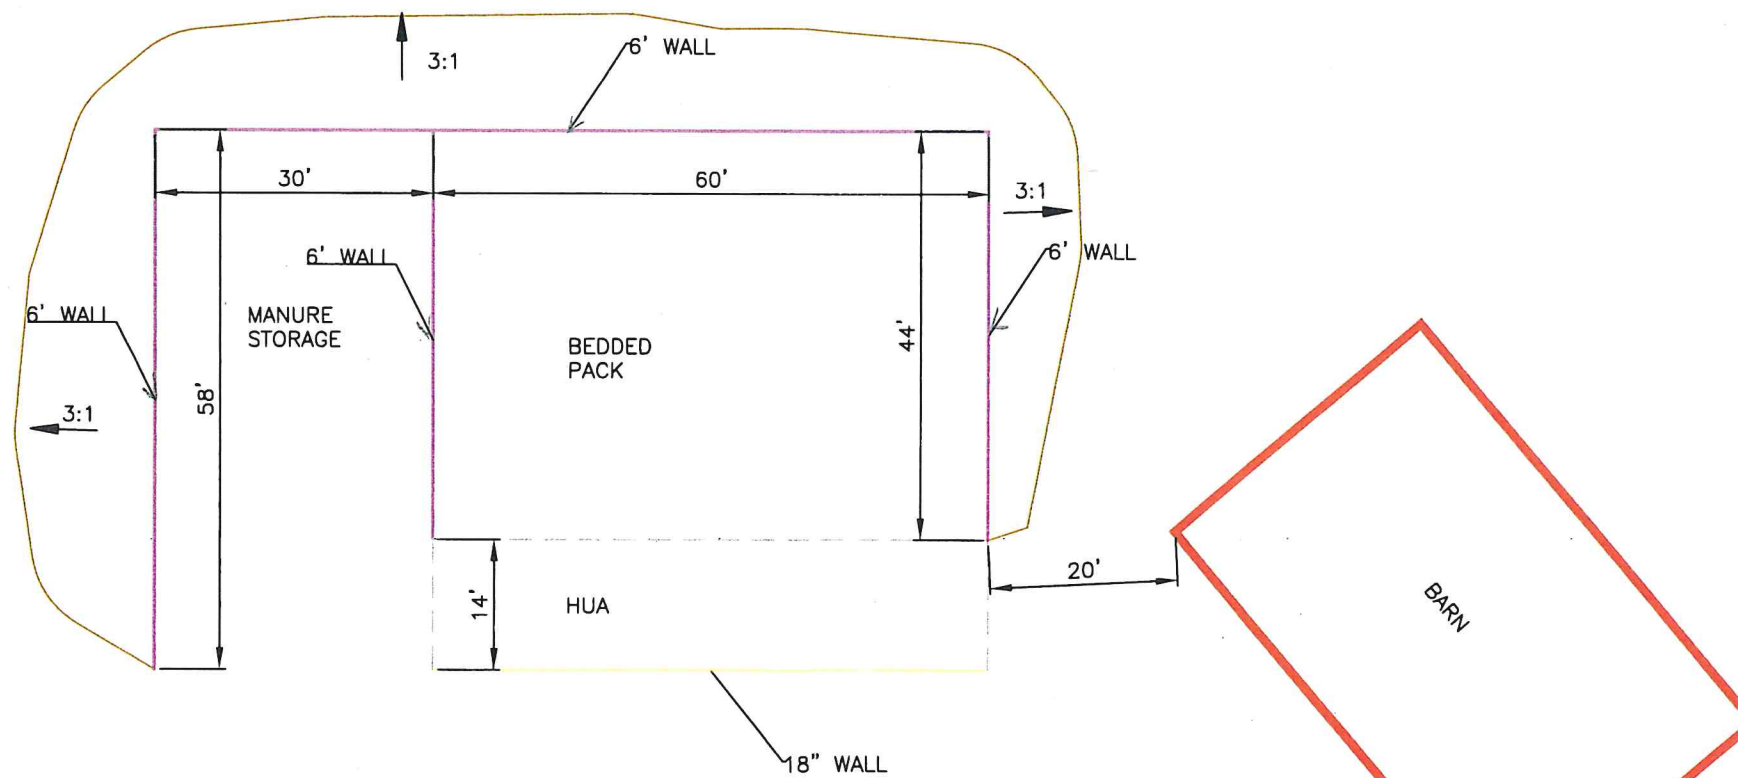 6' WALL
3:1
30'
60'
3:1
6' WALL
6' WALL
6' WALL
MANURE
STORAGE
44'
BEDDED
PACK
58'
3:1
20'
14'
HUA
BARN
18" WALL